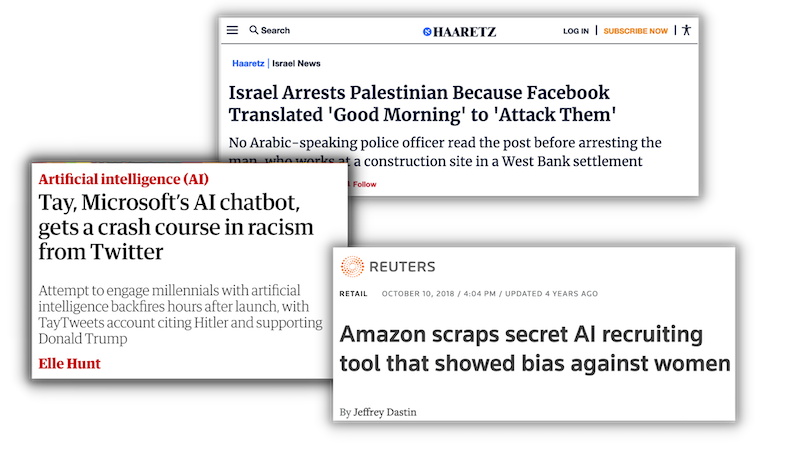 Search
HAARETZ
LOG IN
SUBSCRIBE NOW
Haaretz | Israel News
Israel Arrests Palestinian Because Facebook
Translated 'Good Morning' to 'Attack Them'
No Arabic-speaking police officer read the post before arresting the
man, who works at a construction site in a West Bank settlement
Follow
Artificial intelligence (AI)
Tay, Microsoft's AI chatbot,
gets a crash course in racism
from Twitter
Attempt to engage millennials with artificial
intelligence backfires hours after launch, with
TayTweets account citing Hitler and supporting
Donald Trump
Elle Hunt
REUTERS
RETAIL OCTOBER 10, 2018 / 4:04 PM / UPDATED 4 YEARS AGO
Amazon scraps secret AI recruiting
tool that showed bias against women
By Jeffrey Dastin